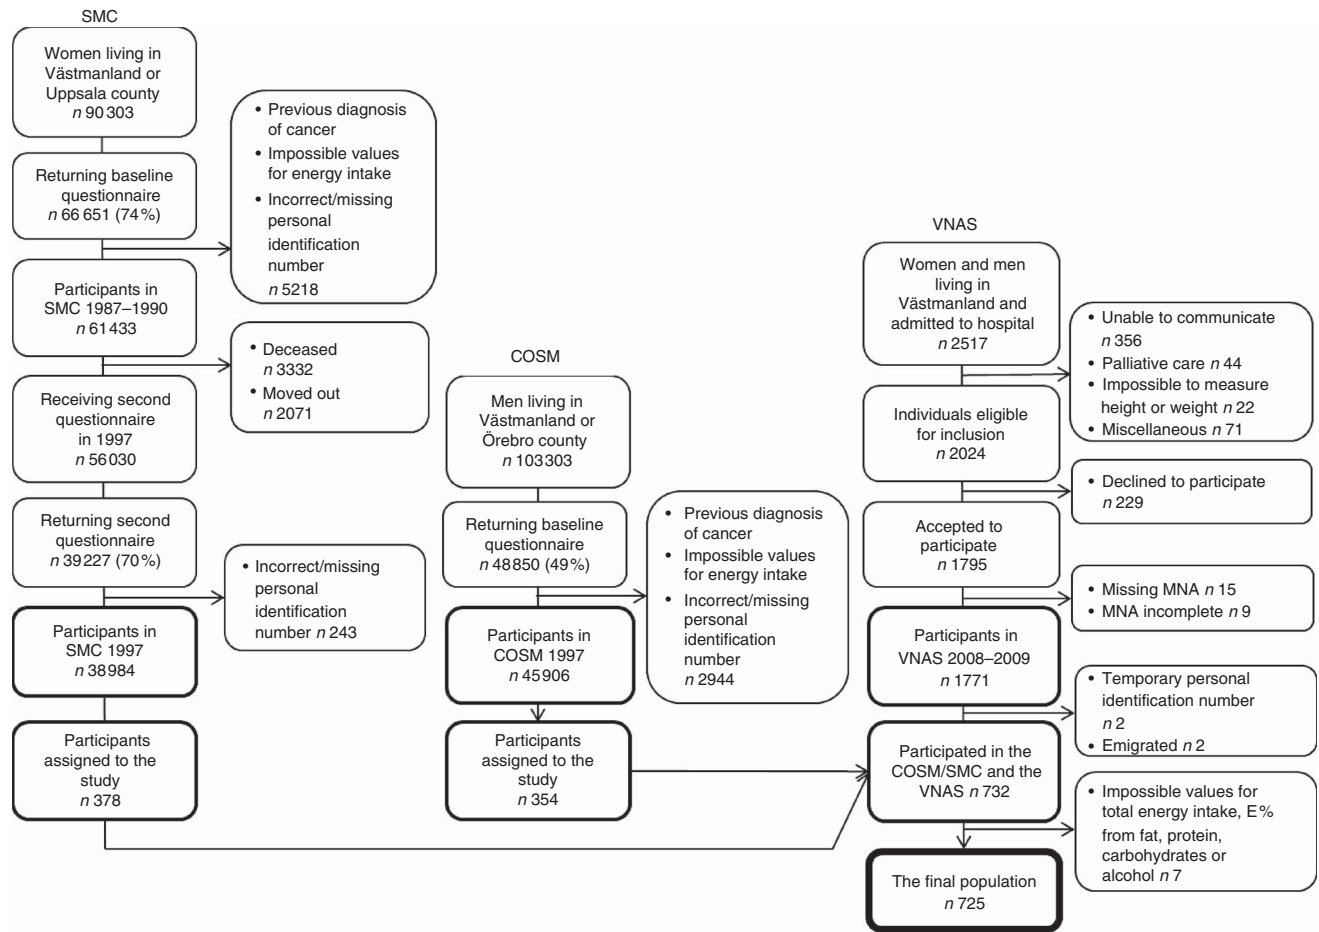 SMC
Women living in
Västmanland or
Uppsala county
n 90 303
Returning baseline
questionnaire
n 66 651 (74 %)
• Previous diagnosis
of cancer
• Impossible values
for energy intake
• Incorrect/missing
personal
identification
number
n 5218
Participants in
SMC 1987–1990
n 61 433
• Deceased
n 3332
• Moved out
n 2071
Receiving second
questionnaire
in 1997
n 56 030
Returning second
questionnaire
n 39 227 (70 %)
• Incorrect/missing
personal
identification
number n 243
Participants in
SMC 1997
n 38 984
Participants
assigned to the
study
n 378
COSM
Men living in
Västmanland or
Örebro county
n 103 303
Returning baseline
questionnaire
n 48 850 (49 %)
• Previous diagnosis
of cancer
• Impossible values
for energy intake
• Incorrect/missing
personal
identification
number
n 2944
Participants in
COSM 1997
n 45 906
Participants
assigned to the
study
n 354
VNAS
Women and men
living in
Västmanland and
admitted to hospital
n 2517
• Unable to communicate
n 356
• Palliative care n 44
• Impossible to measure
height or weight n 22
• Miscellaneous n 71
Individuals eligible
for inclusion
n 2024
• Declined to participate
n 229
Accepted to
participate
n 1795
• Missing MNA n 15
• MNA incomplete n 9
Participants in
VNAS 2008–2009
n 1771
• Temporary personal
identification number
n 2
• Emigrated n 2
Participated in the
COSM/SMC and the
VNAS n 732
• Impossible values for
total energy intake, E%
from fat, protein,
carbohydrates or
alcohol n 7
The final population
n 725